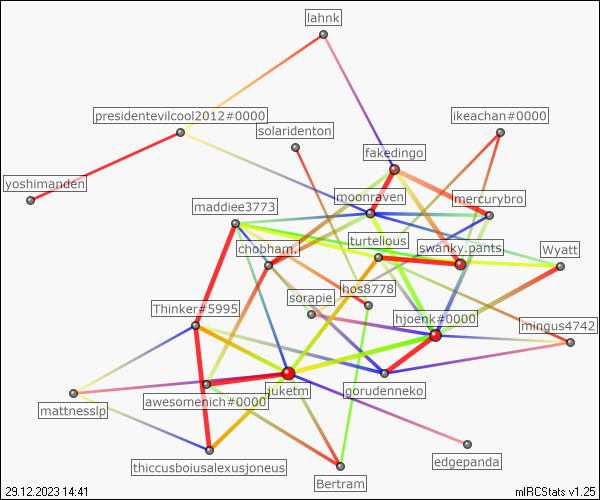 lahnk
presidentevilcool2012#0000
ikeachan#0000
solaridenton
fakedingo
yoshimanden
moonraven
mercurybro
maddiee3773
turtelious
chobham.
swanky.pants
Wyatt
hos8778
sorapie
Thinker#5995
hjoenk#0000
mingus4742
juketm
gorudenneko
awesomenich#0000
mattnesslp
edgepanda
thiccusboiusalexusjoneus
Bertram
29.12.2023 14:41
mIRCStats v1.25